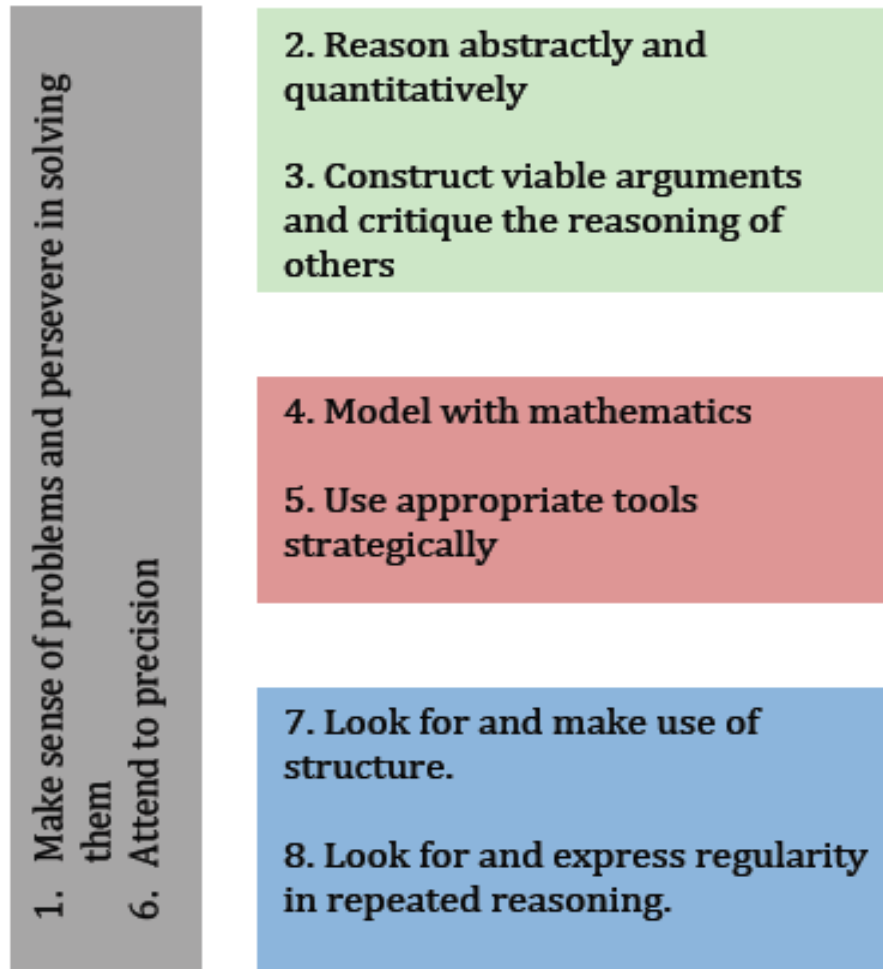 1. Make sense of problems and persevere in solving
them
6. Attend to precision
2. Reason abstractly and
quantitatively
3. Construct viable arguments
and critique the reasoning of
others
4. Model with mathematics
5. Use appropriate tools
strategically
7. Look for and make use of
structure.
8. Look for and express regularity
in repeated reasoning.